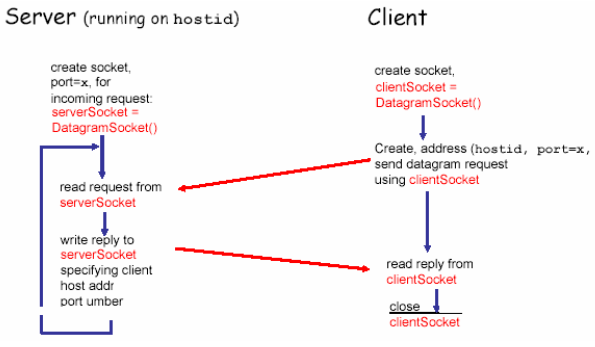 Server (running on hostid)
create socket,
port=x, for
incoming request:
serverSocket =
DatagramSocket()
read request from
serverSocket
write reply to
serverSocket
specifying client
host addr
port umber
Client
create socket,
clientSocket =
DatagramSocket()
Create, address (hostid, port=x,
send datagram request
using clientSocket
read reply from
clientSocket
close
clientSocket